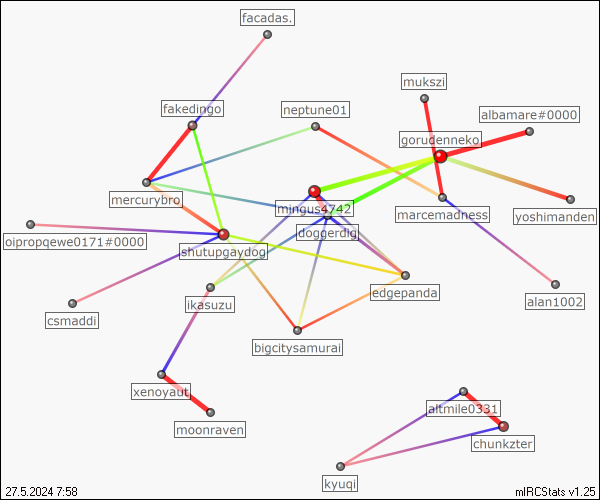 facadas.
mukszi
fakedingo
neptune01
albamare#0000
gorudenneko
mercurybro
mingus4742
marcemadness
yoshimanden
doggerdig
oipropqewe0171#0000
shutupgaydog
edgepanda
ikasuzu
alan1002
csmaddi
bigcitysamurai
xenoyaut
altmile0331
moonraven
chunkzter
kyuqi
27.5.2024 7:58
mIRCStats v1.25